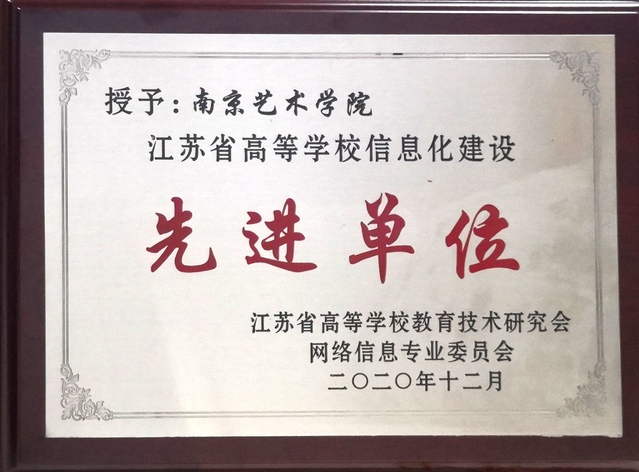 授予：南京艺术学院
江苏省高等学校信息化建设
先进单位
江苏省高等学校教育技术研究会
网络信息专业委员会
二〇二〇年十二月